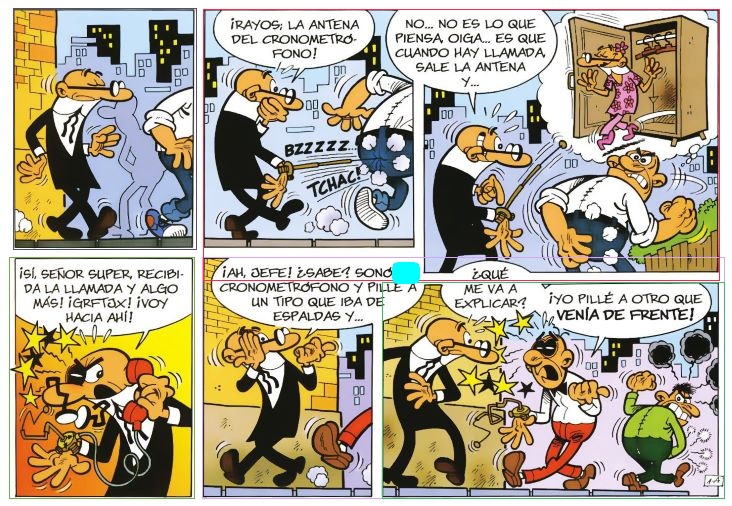 ¡RAYOS; LA ANTENA
DEL CRONOMETRÓ-
FONO!
BZZZZZ...
TCHAC!
NO... NO ES LO QUE
PIENSA, OIGA... ES QUE
CUANDO HAY LLAMADA,
SALE LA ANTENA
Y...
¡SÍ, SEÑOR SUPER, RECIBI-
DA LA LLAMADA Y ALGO
MÁS! ¡GRFTJX! ¡VOY
HACIA AHÍ!
¡AH, JEFE! ¿SABE? SONÓ
CRONOMETRÓFONO Y PILLÉ A
UN TIPO QUE IBA DE
ESPALDAS Y...
¿QUÉ
ME VA A
EXPLICAR?
¡YO PILLÉ A OTRO QUE
VENÍA DE FRENTE!